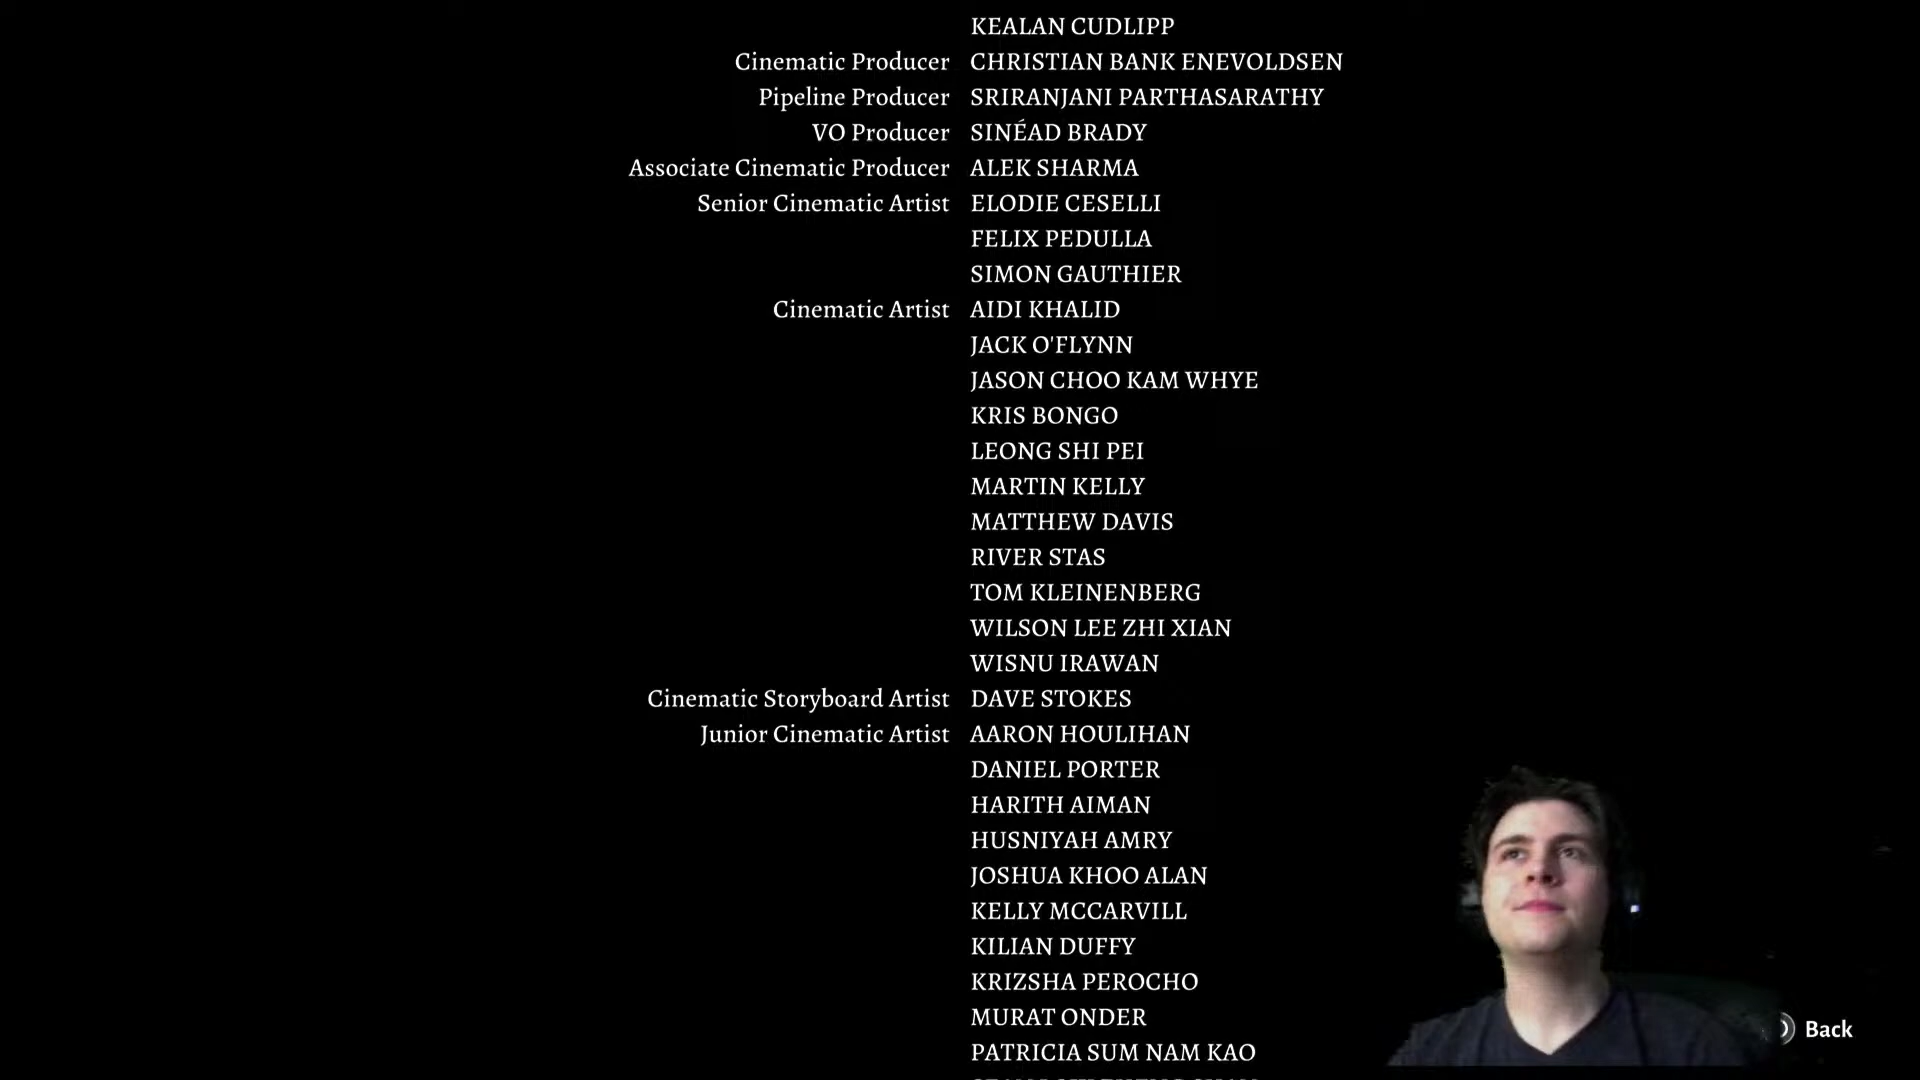 KEALAN CUDLIPP
Cinematic Producer CHRISTIAN BANK ENEVOLDSEN
Pipeline Producer SRIRANJANI PARTHASARATHY
VO Producer SINÉAD BRADY
Associate Cinematic Producer ALEK SHARMA
Senior Cinematic Artist ELODIE CESELLI
FELIX PEDULLA
SIMON GAUTHIER
Cinematic Artist AIDI KHALID
JACK O'FLYNN
JASON CHOO KAM WHYE
KRIS BONGO
LEONG SHI PEI
MARTIN KELLY
MATTHEW DAVIS
RIVER STAS
TOM KLEINENBERG
WILSON LEE ZHI XIAN
WISNU IRAWAN
Cinematic Storyboard Artist DAVE STOKES
Junior Cinematic Artist AARON HOULIHAN
DANIEL PORTER
HARITH AIMAN
HUSNIYAH AMRY
JOSHUA KHOO ALAN
KELLY MCCARVILL
KILIAN DUFFY
KRIZSHA PEROCHO
MURAT ONDER
Back
PATRICIA SUM NAM KAO